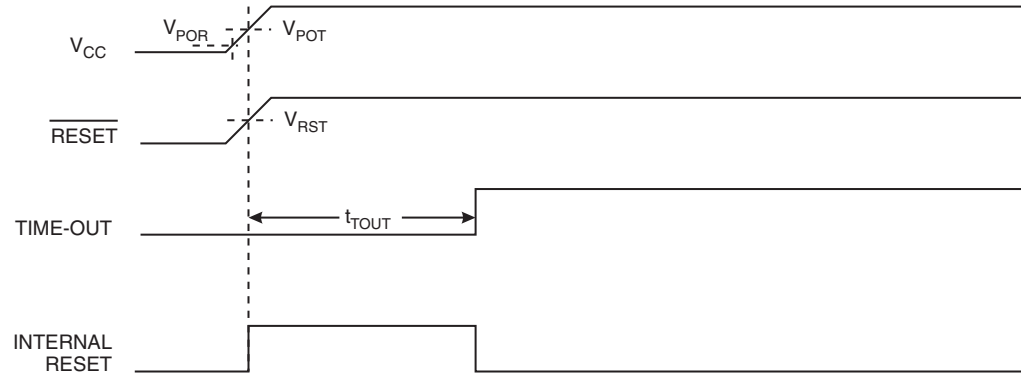 V_POR
V_CC
V_POT
RESET
V_RST
TIME-OUT
t_TOUT
INTERNAL
RESET